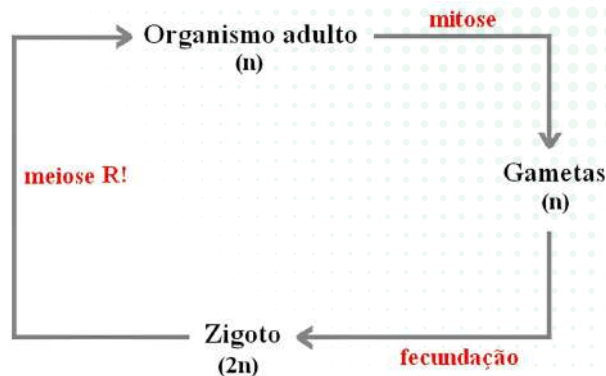 mitose
Organismo adulto
(n)
meiose R!
Gametas
(n)
Zigoto
(2n)
fecundação